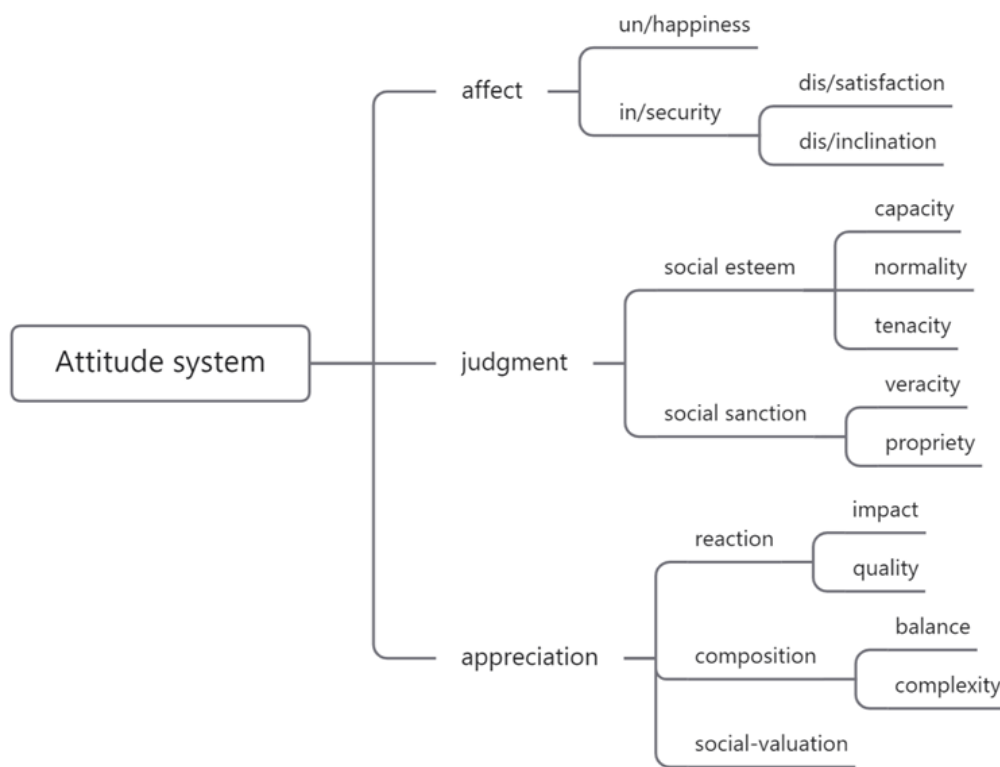 Attitude system
affect
un/happiness
in/security
dis/satisfaction
dis/inclination
judgment
social esteem
capacity
normality
tenacity
social sanction
veracity
propriety
appreciation
reaction
impact
quality
composition
balance
complexity
social-valuation